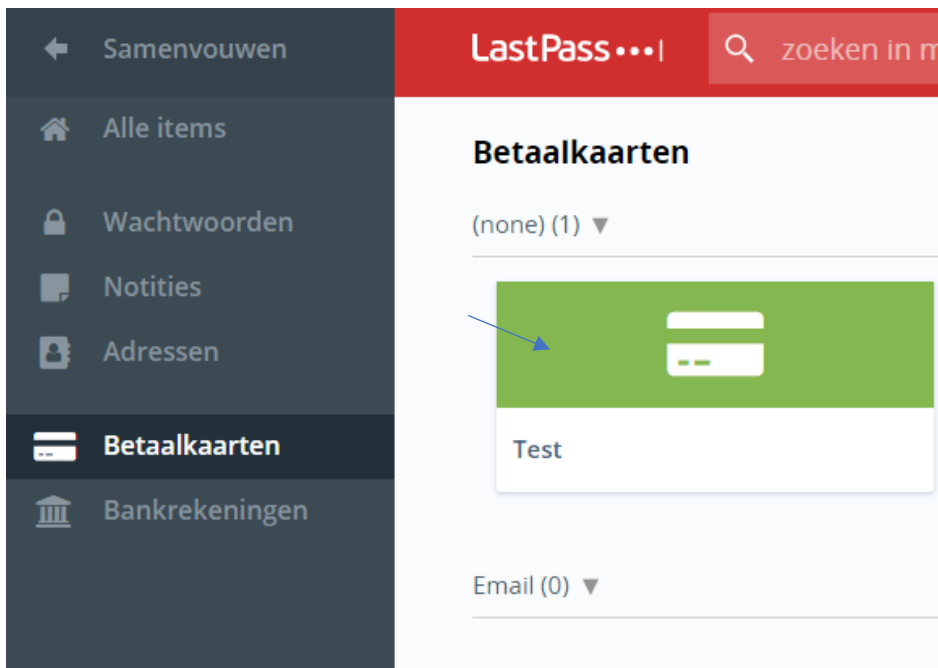 Samenvouwen
Alle items
Wachtwoorden
Notities
Adressen
Betaalkaarten
Bankrekeningen
LastPass
zoeken in
Betaalkaarten
(none) (1) ▼
Test
Email (0) ▼